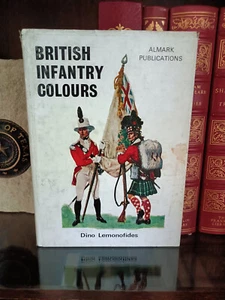 BRITISH
INFANTRY
COLOURS
ALMARK
PUBLICATIONS
Dino Lemonofides